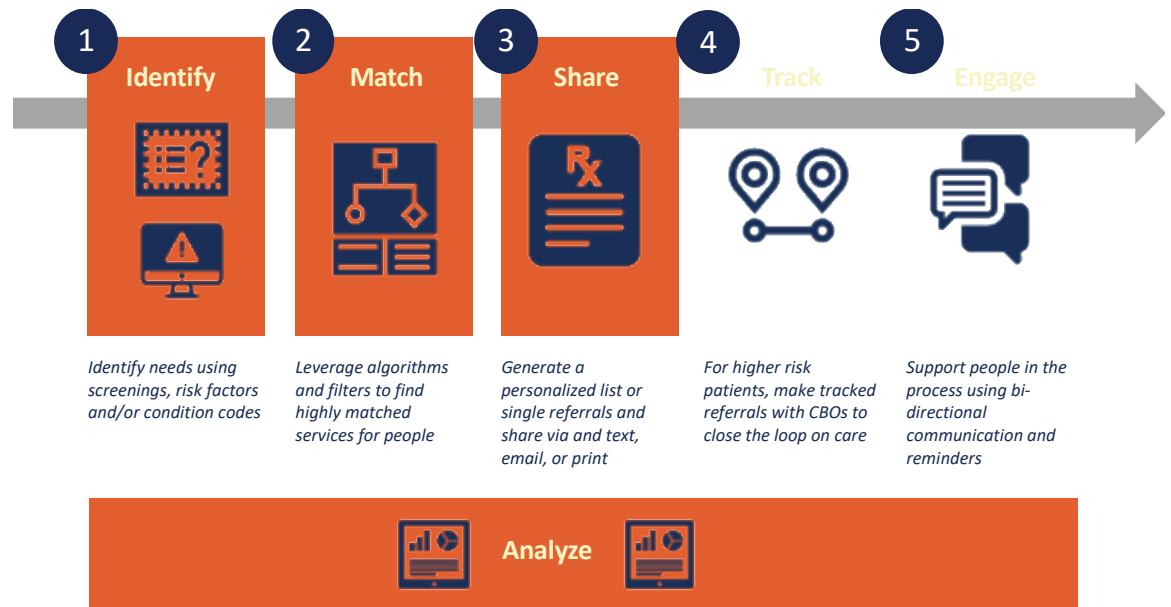 1
Identify
2
Match
3
Share
4
Track
5
Engage
?
Rx
Identify needs using
screenings, risk factors
and/or condition codes
Leverage algorithms
and filters to find
highly matched
services for people
Generate a
personalized list or
single referrals and
share via and text,
email, or print
For higher risk
patients, make tracked
referrals with CBOs to
close the loop on care
Support people in the
process using bi-
directional
communication and
reminders
Analyze